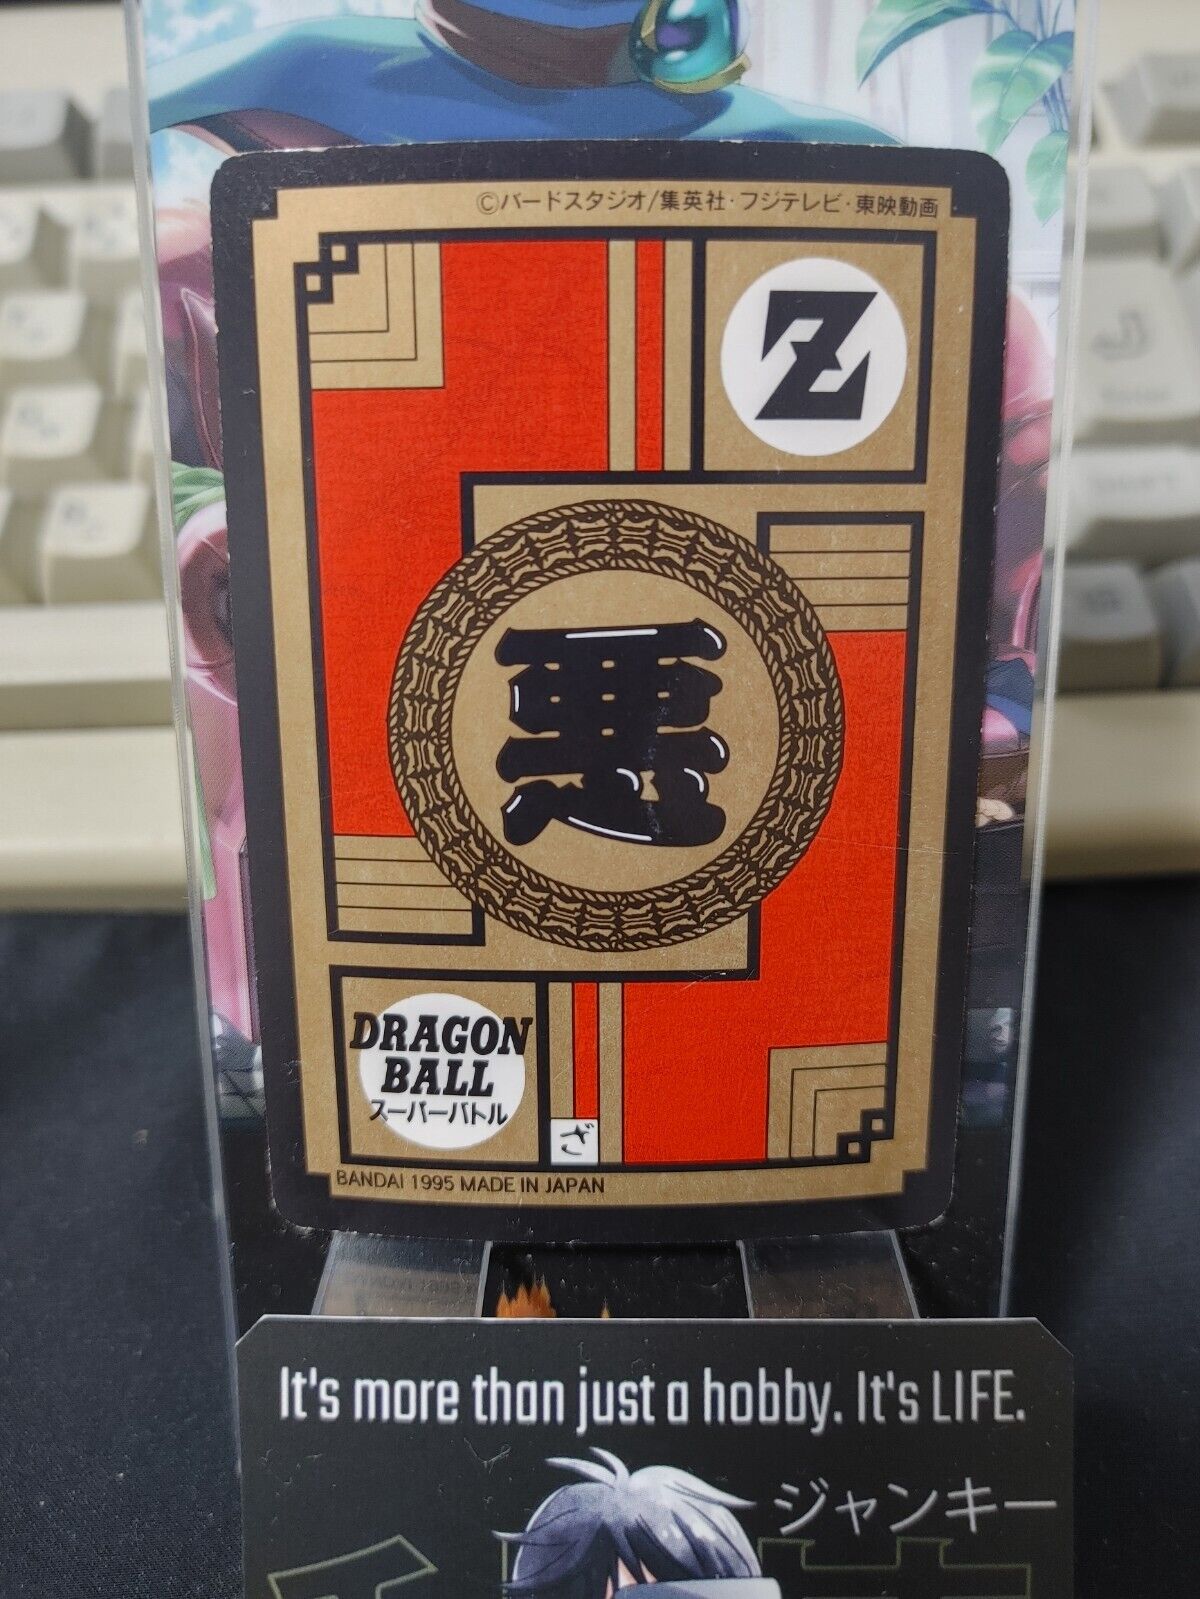 ©バードスタジオ/集英社・フジテレビ・東映動画
Z
悪
DRAGON
BALL
スーパーバトル
ざ
BANDAI 1995 MADE IN JAPAN
It's more than just a hobby. It's LIFE.
ジャンキー